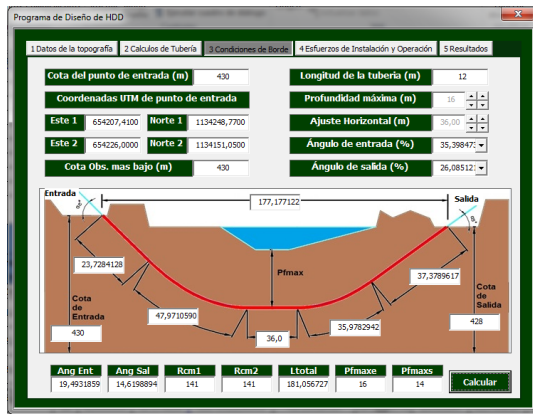 Programa de Diseño de HDD
1 Datos de la topografía 2 Calculos de Tubería 3 Condiciones de Borde 4 Esfuerzos de Instalación y Operación 5 Resultados
Cota del punto de entrada (m) 430 Longitud de la tuberia (m) 12
Coordenadas UTM de punto de entrada Profundidad máxima (m) 16
Este 1 654207,4100 Norte 1 1134248,7700 Ajuste Horizontal (m) 36,00
Este 2 654226,0000 Norte 2 1134151,0500 Ángulo de entrada (%) 35,398473
Cota Obs. mas bajo (m) 430 Ángulo de salida (%) 26,085121
Entrada 177,177122 Salida
23,7284128 Pfmax 37,3789617
Cota de Entrada 430
Cota de Salida 428
47,9710590 36,0 35,9782942
Ang Ent Ang Sal Rcm1 Rcm2 Ltotal Pfmaxe Pfmaxs
19,4931859 14,6198894 141 141 181,056727 16 14 Calcular